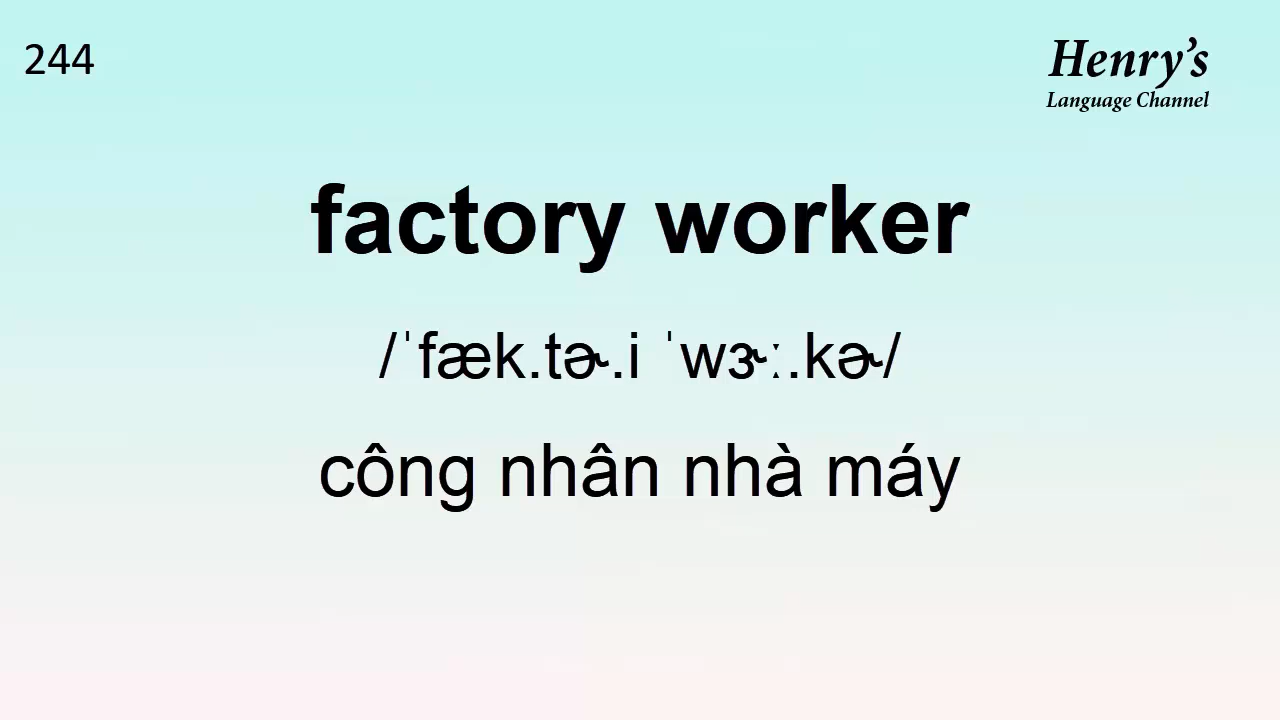 244
Henry’s
Language Channel
factory worker
/ˈfæk.tɚ.i ˈwɝː.kɚ/
công nhân nhà máy